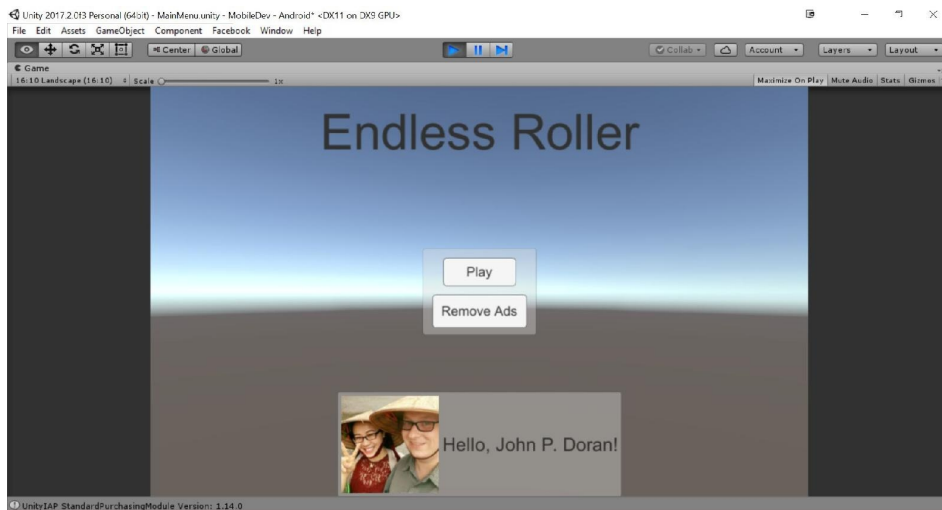 Unity 2017.2.0f3 Personal (64bit) - MainMenu.unity - MobileDev - Android* <DX11 on DX9 GPU>
File Edit Assets GameObject Component Facebook Window Help
Center Global Collab Account Layers Layout
Game
16:10 Landscape (16:10) Scale 1x Maximize On Play Mute Audio Stats Gizmos
Endless Roller
Play
Remove Ads
Hello, John P. Doran!
UnityIAP StandardPurchasingModule Version: 1.14.0